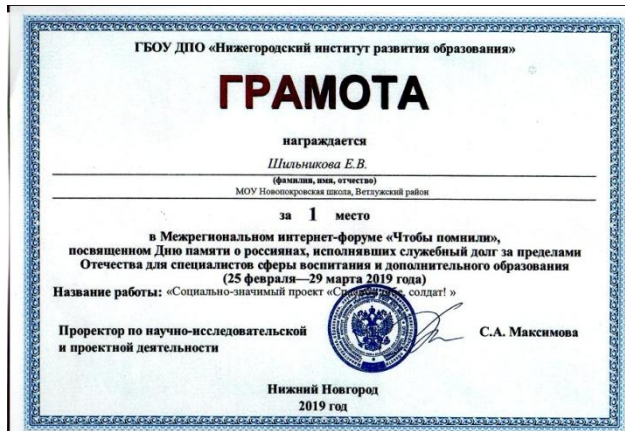 ГБОУ ДПО «Нижегородский институт развития образования»
ГРАМОТА
награждается
Шильникова Е.В.
(фамилия, имя, отчество)
МОУ Новопокровская школа, Ветлужский район
за 1 место
в Межрегиональном интернет-форуме «Чтобы помнили»,
посвященном Дню памяти о россиянах, исполнявших служебный долг за пределами
Отечества для специалистов сферы воспитания и дополнительного образования
(25 февраля—29 марта 2019 года)
Название работы: «Социально-значимый проект «Спасибо тебе, солдат! »
Проректор по научно-исследовательской
и проектной деятельности
С.А. Максимова
Нижний Новгород
2019 год